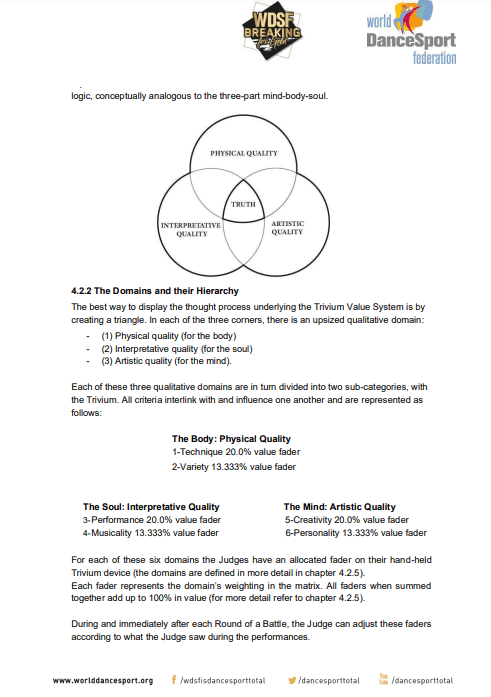 WDSF
BREAKING
for Gold
world
DanceSport
federation
logic, conceptually analogous to the three-part mind-body-soul.
PHYSICAL QUALITY
TRUTH
INTERPRETATIVE
QUALITY
ARTISTIC
QUALITY
4.2.2 The Domains and their Hierarchy
The best way to display the thought process underlying the Trivium Value System is by
creating a triangle. In each of the three corners, there is an upsized qualitative domain:
- (1) Physical quality (for the body)
- (2) Interpretative quality (for the soul)
- (3) Artistic quality (for the mind).
Each of these three qualitative domains are in turn divided into two sub-categories, with
the Trivium. All criteria interlink with and influence one another and are represented as
follows:
The Body: Physical Quality
1-Technique 20.0% value fader
2-Variety 13.333% value fader
The Soul: Interpretative Quality
3-Performance 20.0% value fader
4-Musicality 13.333% value fader
The Mind: Artistic Quality
5-Creativity 20.0% value fader
6-Personality 13.333% value fader
For each of these six domains the Judges have an allocated fader on their hand-held
Trivium device (the domains are defined in more detail in chapter 4.2.5).
Each fader represents the domain's weighting in the matrix. All faders when summed
together add up to 100% in value (for more detail refer to chapter 4.2.5).
During and immediately after each Round of a Battle, the Judge can adjust these faders
according to what the Judge saw during the performances.
www.worlddancesport.org f /wdsfisdancesporttotal /dancesporttotal You Tube /dancesporttotal